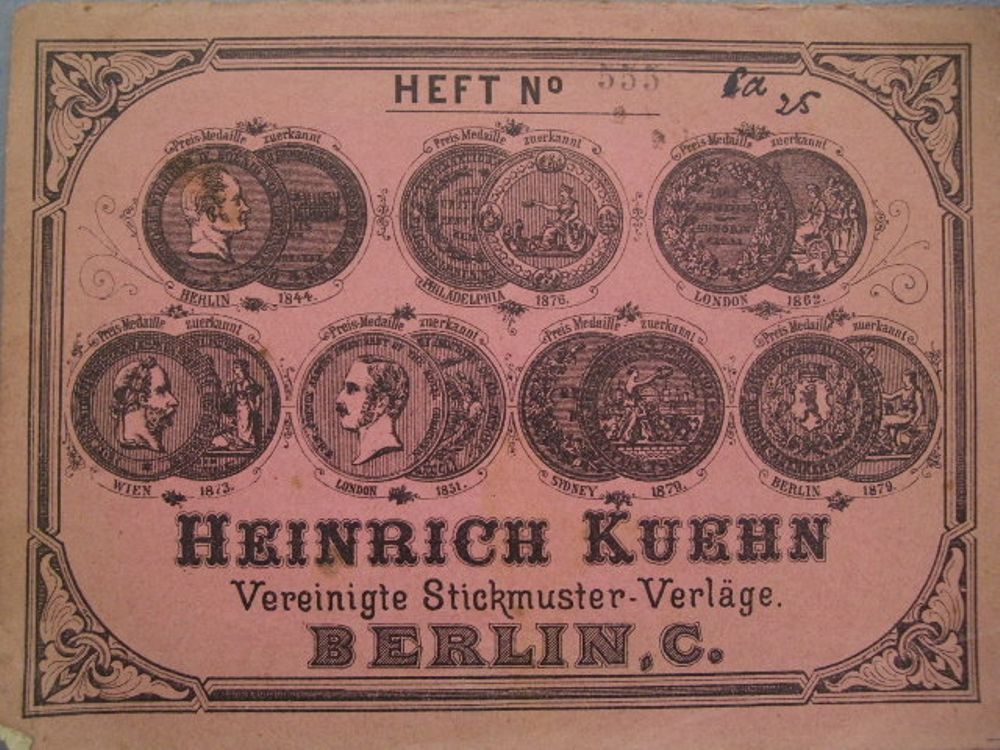 HEFT No 555
25
Preis-Medaille zuerkannt
BERLIN 1844.
Preis-Medaille zuerkannt
PHILADELPHIA 1876.
Preis-Medaille zuerkannt
LONDON 1862.
Preis-Medaille zuerkannt
WIEN 1873.
Preis-Medaille zuerkannt
LONDON 1851.
Preis Medaille zuerkannt
SYDNEY 1879.
Preis Medaille zuerkannt
BERLIN 1879.
HEINRICH KUEHN
Vereinigte Stickmuster-Verläge.
BERLIN, C.